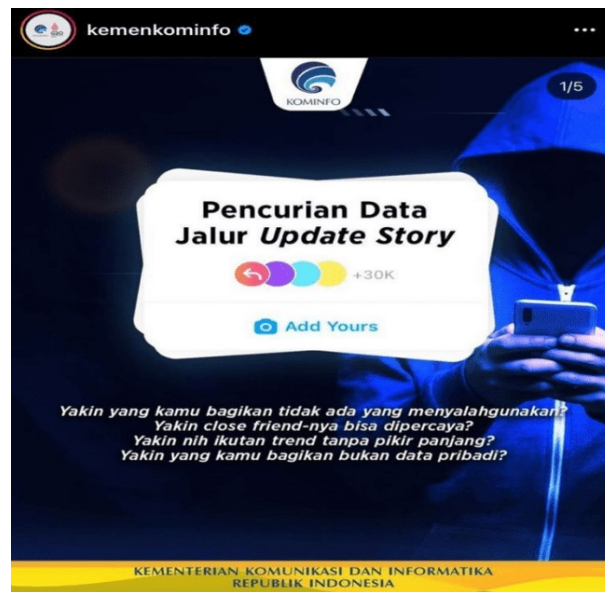 kemenkominfo
KOMINFO
1/5
Pencurian Data
Jalur Update Story
+30K
Add Yours
Yakin yang kamu bagikan tidak ada yang menyalahgunakan?
Yakin close friend-nya bisa dipercaya?
Yakin nih ikutan trend tanpa pikir panjang?
Yakin yang kamu bagikan bukan data pribadi?
KEMENTERIAN KOMUNIKASI DAN INFORMATIKA
REPUBLIK INDONESIA